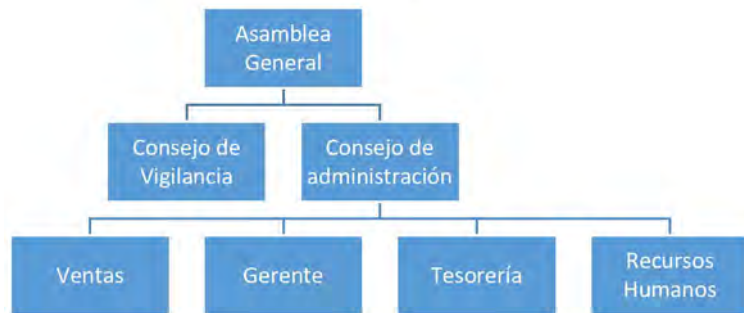 Asamblea
General
Consejo de
Vigilancia
Consejo de
administración
Ventas
Gerente
Tesorería
Recursos
Humanos